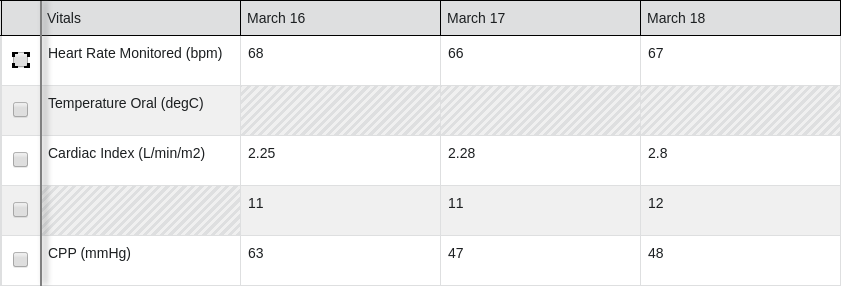 Vitals March 16 March 17 March 18
Heart Rate Monitored (bpm) 68 66 67
Temperature Oral (degC)
Cardiac Index (L/min/m2) 2.25 2.28 2.8
11 11 12
CPP (mmHg) 63 47 48